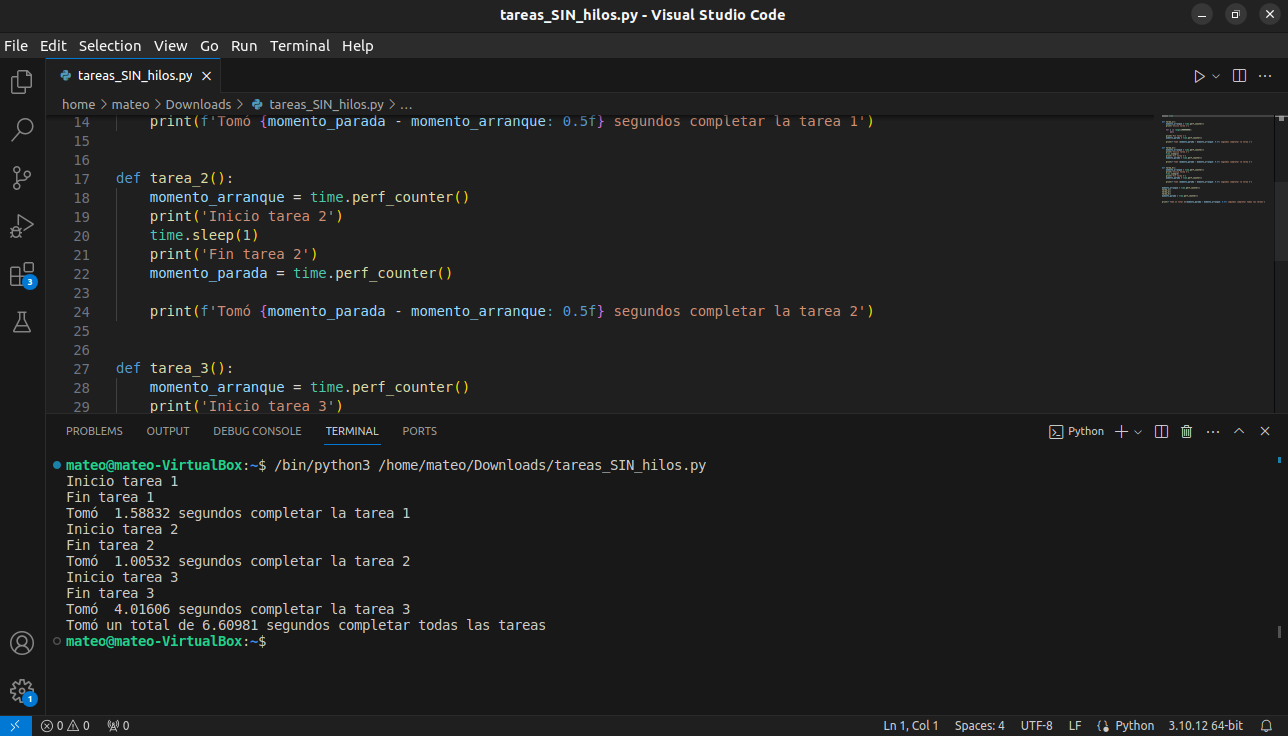 tareas_SIN_hilos.py - Visual Studio Code
File Edit Selection View Go Run Terminal Help
tareas_SIN_hilos.py
home > mateo > Downloads > tareas_SIN_hilos.py > ...
14 print(f'Tomó {momento_parada - momento_arranque: 0.5f} segundos completar la tarea 1')
15
16
17 def tarea_2():
18 momento_arranque = time.perf_counter()
19 print('Inicio tarea 2')
20 time.sleep(1)
21 print('Fin tarea 2')
22 momento_parada = time.perf_counter()
23
24 print(f'Tomó {momento_parada - momento_arranque: 0.5f} segundos completar la tarea 2')
25
26
27 def tarea_3():
28 momento_arranque = time.perf_counter()
29 print('Inicio tarea 3')
3
PROBLEMS OUTPUT DEBUG CONSOLE TERMINAL PORTS
Python
mateo@mateo-VirtualBox:~$ /bin/python3 /home/mateo/Downloads/tareas_SIN_hilos.py
Inicio tarea 1
Fin tarea 1
Tomó  1.58832 segundos completar la tarea 1
Inicio tarea 2
Fin tarea 2
Tomó  1.00532 segundos completar la tarea 2
Inicio tarea 3
Fin tarea 3
Tomó  4.01606 segundos completar la tarea 3
Tomó un total de 6.60981 segundos completar todas las tareas
mateo@mateo-VirtualBox:~$
1
0 0 0
Ln 1, Col 1 Spaces: 4 UTF-8 LF Python 3.10.12 64-bit